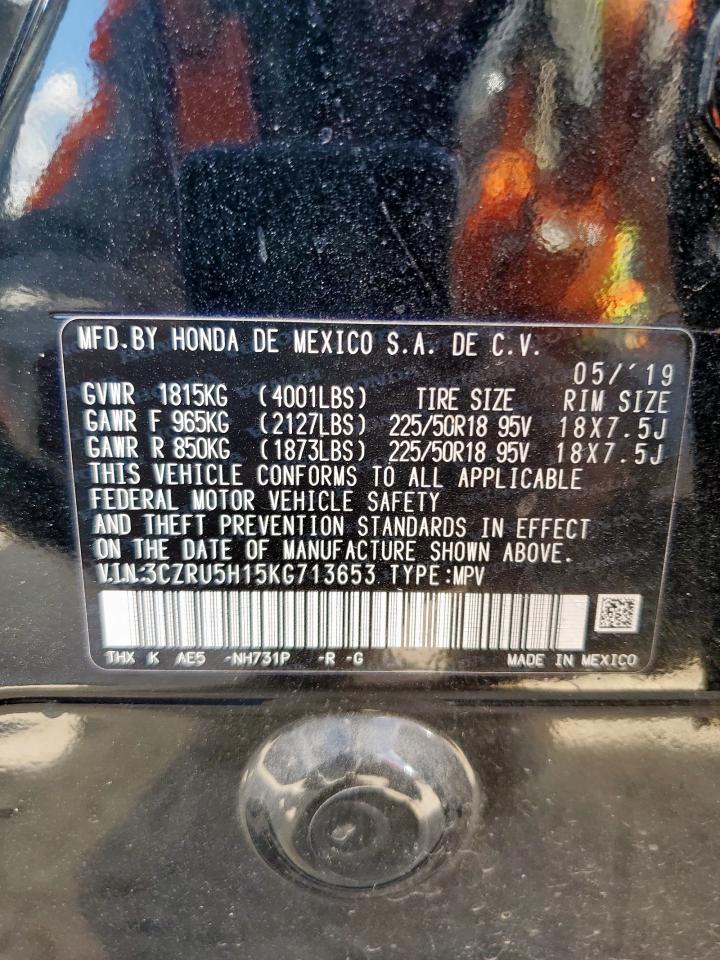 MFD.BY HONDA DE MEXICO S.A. DE C.V.
05/'19
GVWR 1815KG (4001LBS) TIRE SIZE RIM SIZE
GAWR F 965KG (2127LBS) 225/50R18 95V 18X7.5J
GAWR R 850KG (1873LBS) 225/50R18 95V 18X7.5J
THIS VEHICLE CONFORMS TO ALL APPLICABLE
FEDERAL MOTOR VEHICLE SAFETY
AND THEFT PREVENTION STANDARDS IN EFFECT
ON THE DATE OF MANUFACTURE SHOWN ABOVE.
V.I.N:3CZRU5H15KG713653 TYPE:MPV
THX K AE5 -NH731P -R -G MADE IN MEXICO